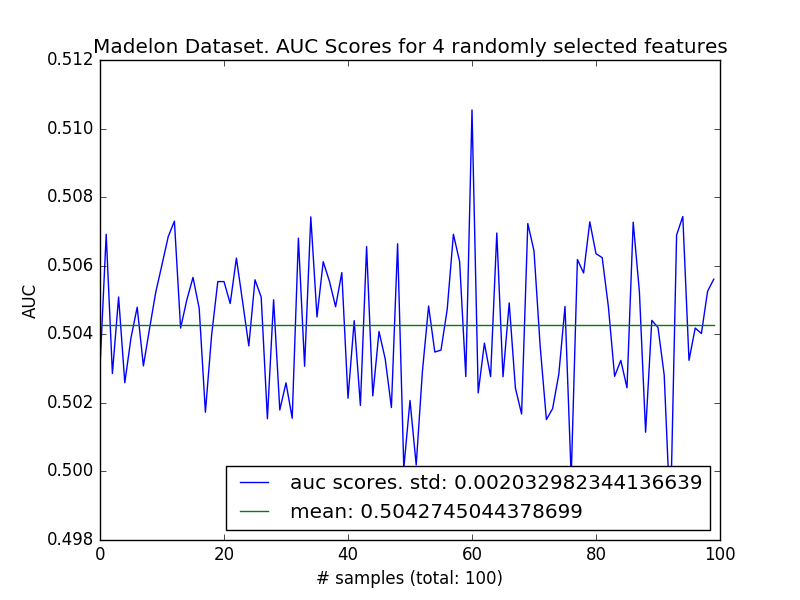 Madelon Dataset. AUC Scores for 4 randomly selected features
0.512
0.510
0.508
0.506
0.504
0.502
0.500
0.498
AUC
auc scores. std: 0.002032982344136639
mean: 0.5042745044378699
0 20 40 60 80 100
# samples (total: 100)